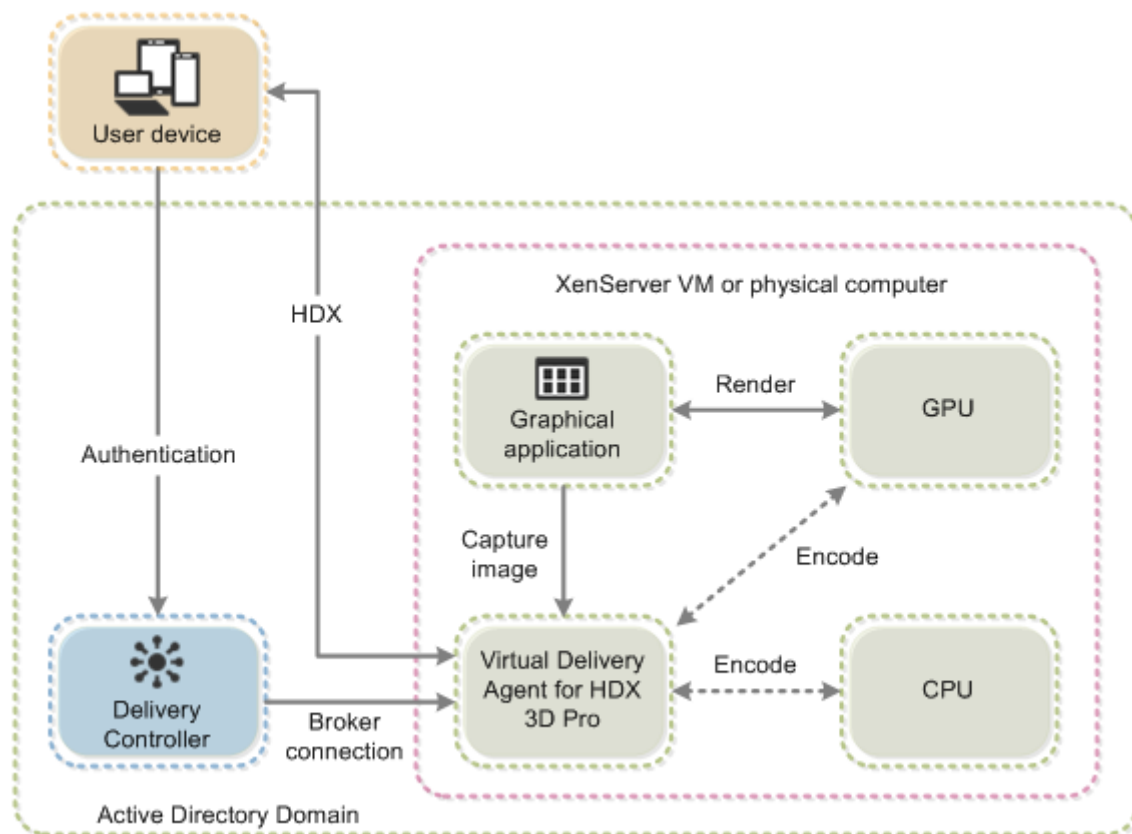 User device
XenServer VM or physical computer
HDX
Graphical
application
Render
GPU
Authentication
Capture
image
Encode
Delivery
Controller
Broker
connection
Virtual Delivery
Agent for HDX
3D Pro
Encode
CPU
Active Directory Domain